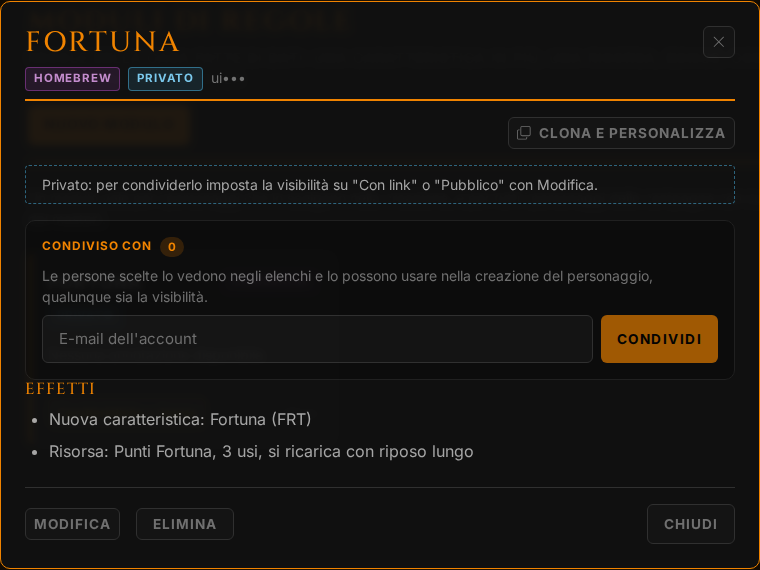 FORTUNA
HOMEBREW PRIVATO ui•••
CLONA E PERSONALIZZA
Privato: per condividerlo imposta la visibilità su "Con link" o "Pubblico" con Modifica.
CONDIVISO CON 0
Le persone scelte lo vedono negli elenchi e lo possono usare nella creazione del personaggio,
qualunque sia la visibilità.
E-mail dell'account CONDIVIDI
EFFETTI
• Nuova caratteristica: Fortuna (FRT)
• Risorsa: Punti Fortuna, 3 usi, si ricarica con riposo lungo
MODIFICA ELIMINA CHIUDI